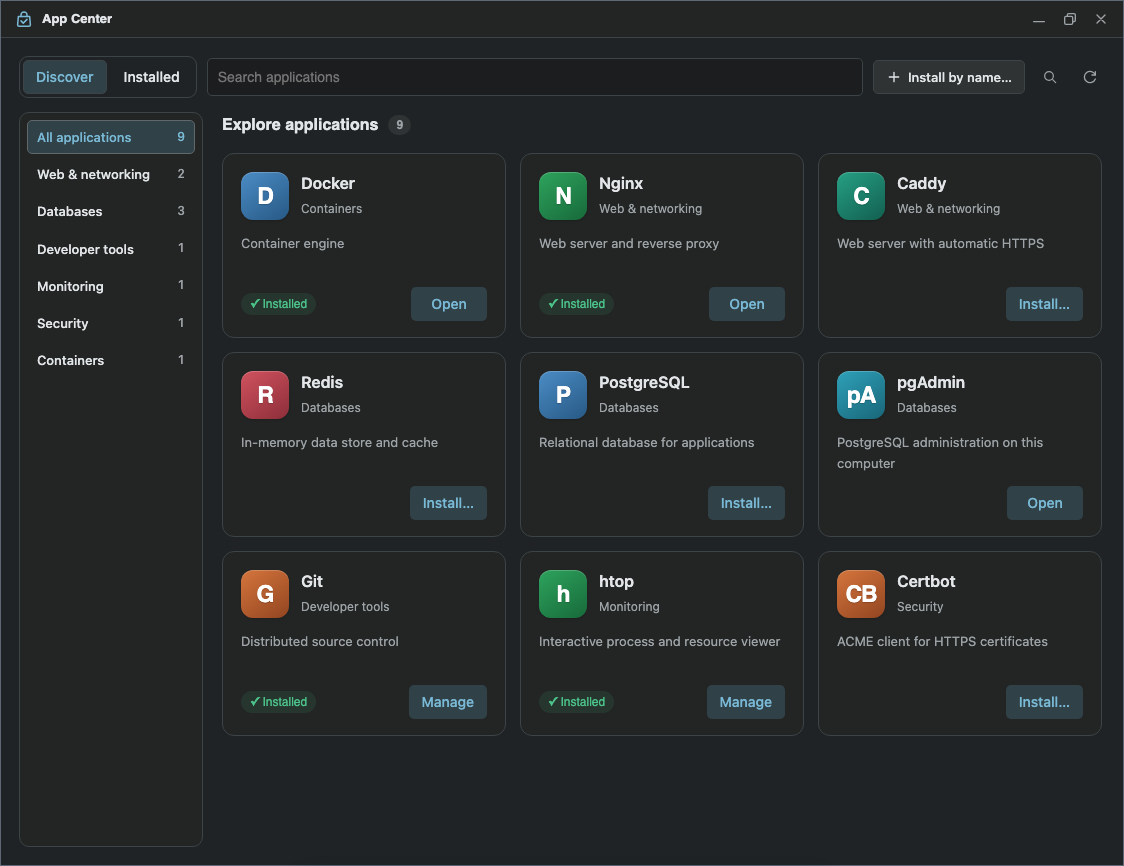 App Center
Discover
Installed
Search applications
+ Install by name...
All applications 9
Web & networking 2
Databases 3
Developer tools 1
Monitoring 1
Security 1
Containers 1
Explore applications 9
D
Docker
Containers
Container engine
✓ Installed
Open
N
Nginx
Web & networking
Web server and reverse proxy
✓ Installed
Open
C
Caddy
Web & networking
Web server with automatic HTTPS
Install...
R
Redis
Databases
In-memory data store and cache
Install...
P
PostgreSQL
Databases
Relational database for applications
Install...
pA
pgAdmin
Databases
PostgreSQL administration on this
computer
Open
G
Git
Developer tools
Distributed source control
✓ Installed
Manage
h
htop
Monitoring
Interactive process and resource viewer
✓ Installed
Manage
CB
Certbot
Security
ACME client for HTTPS certificates
Install...